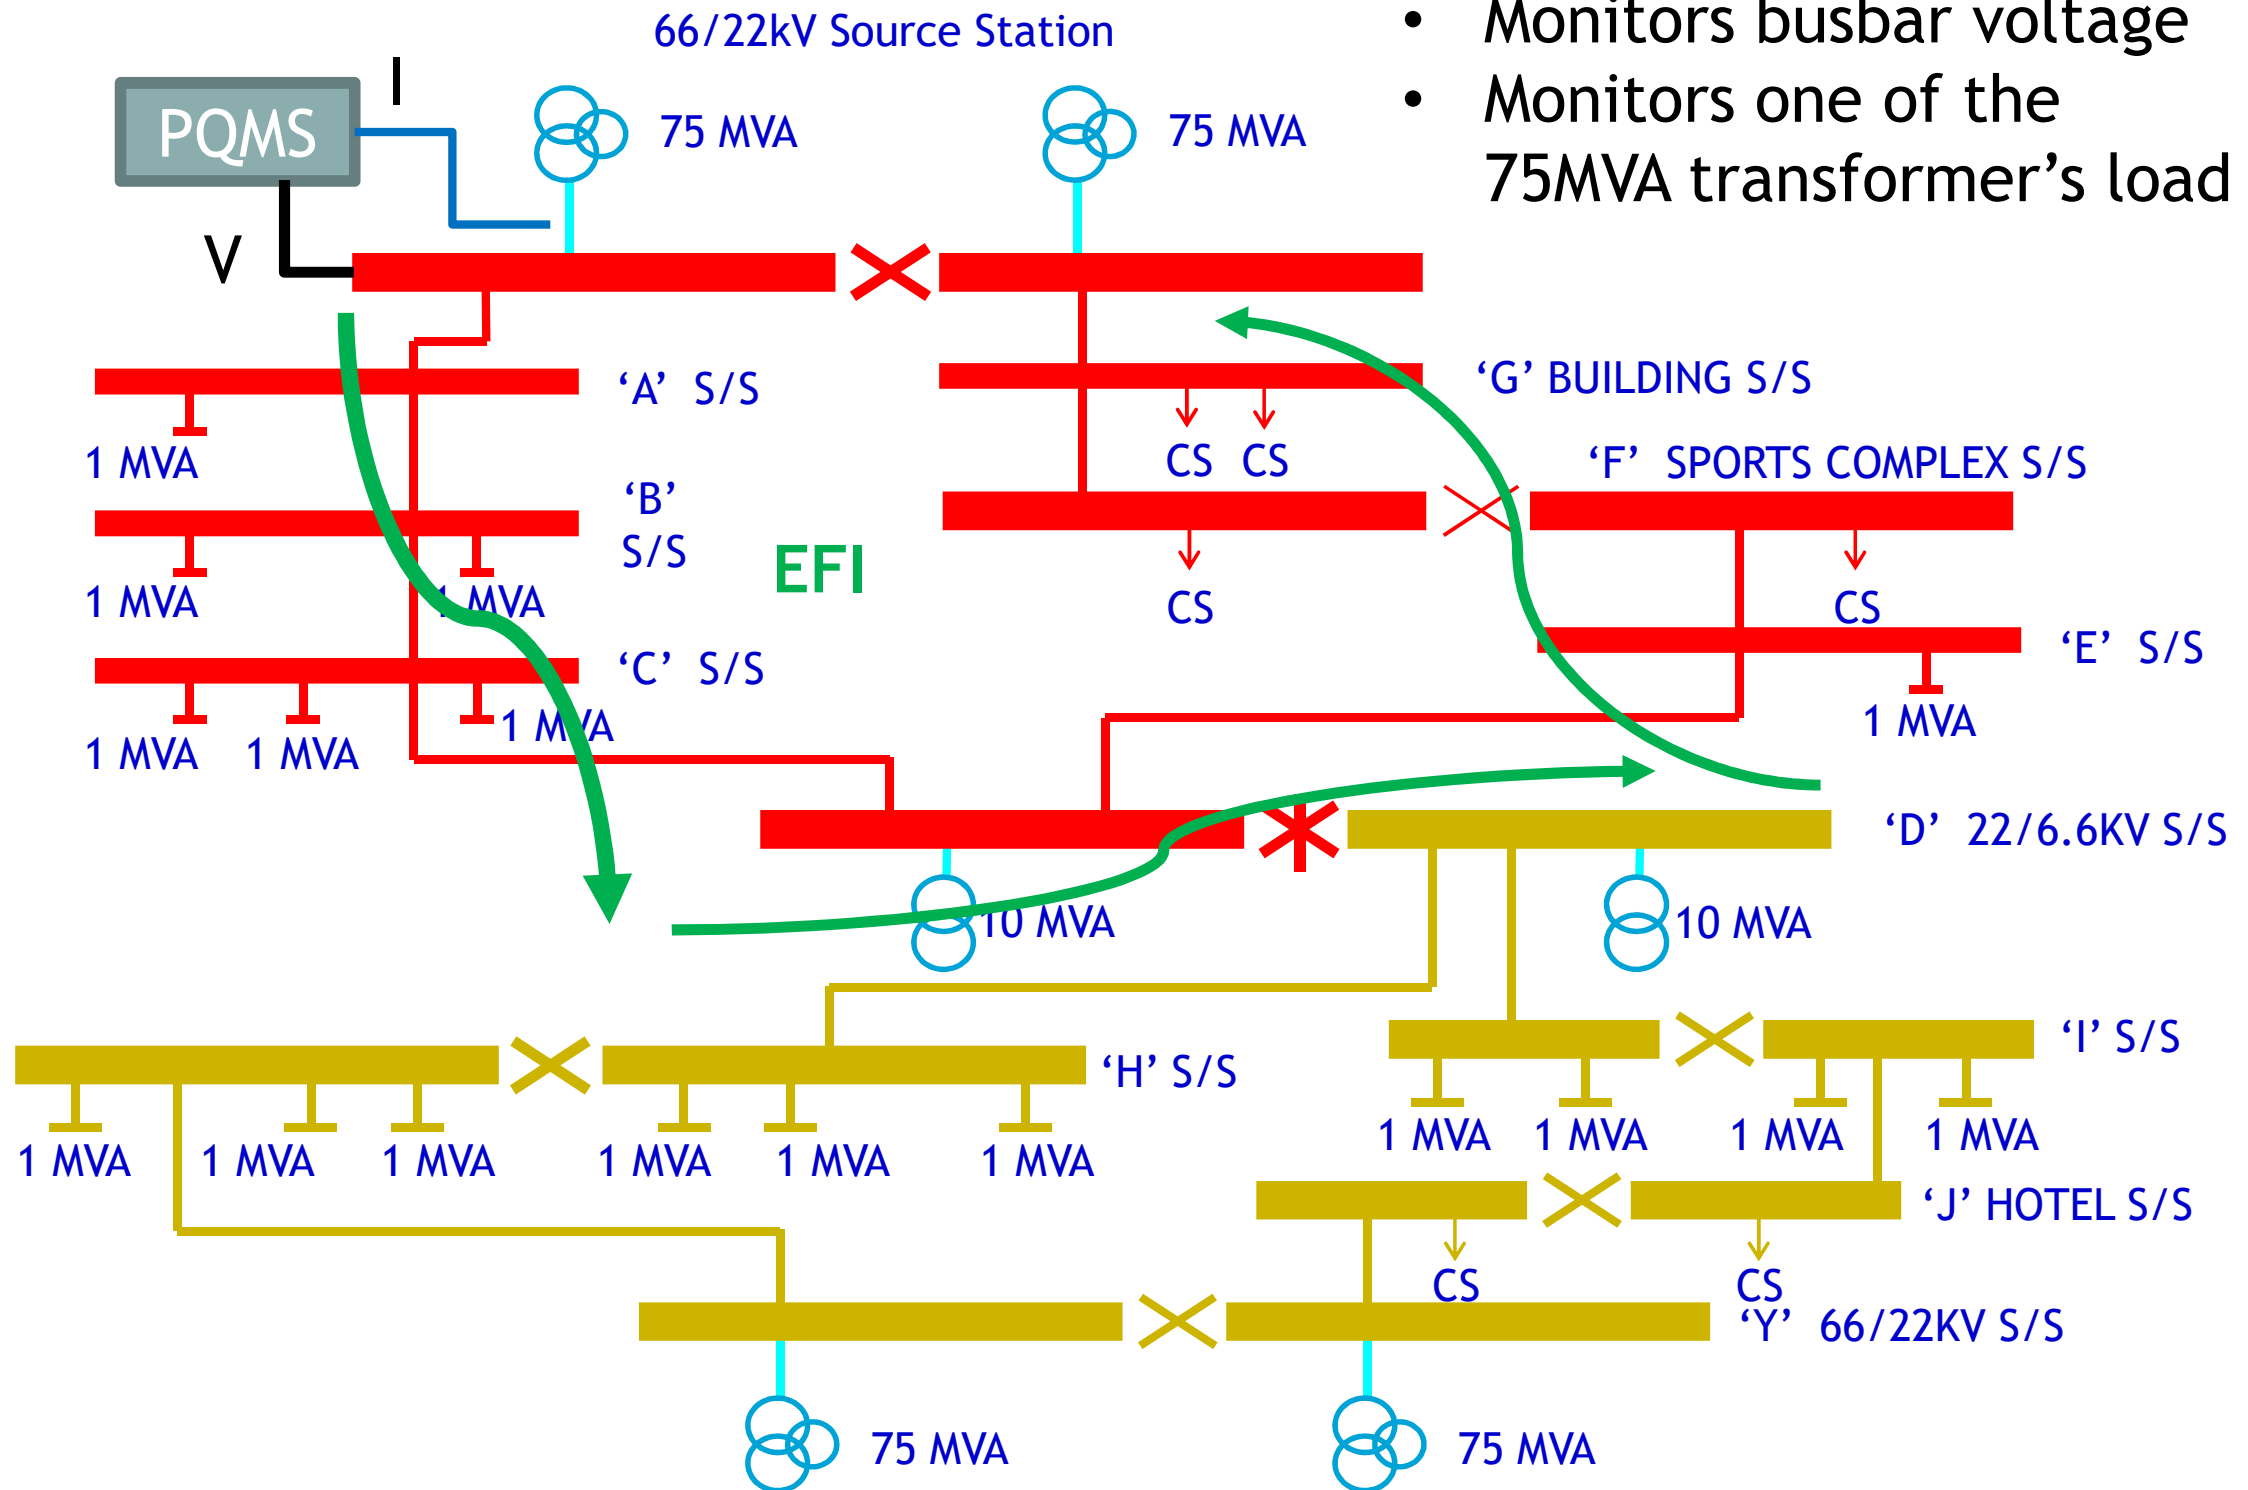 66/22kV Source Station
• Monitors busbar voltage
• Monitors one of the
75MVA transformer’s load
PQMS
I
V
75 MVA
75 MVA
‘A’ S/S
1 MVA
‘B’
S/S
1 MVA
1 MVA
‘C’ S/S
1 MVA
1 MVA
1 MVA
EFI
‘G’ BUILDING S/S
CS CS
‘F’ SPORTS COMPLEX S/S
CS
CS
‘E’ S/S
1 MVA
‘D’ 22/6.6KV S/S
10 MVA
10 MVA
‘H’ S/S
1 MVA
1 MVA
1 MVA
1 MVA
1 MVA
1 MVA
‘I’ S/S
1 MVA
1 MVA
1 MVA
1 MVA
‘J’ HOTEL S/S
CS
CS
‘Y’ 66/22KV S/S
75 MVA
75 MVA